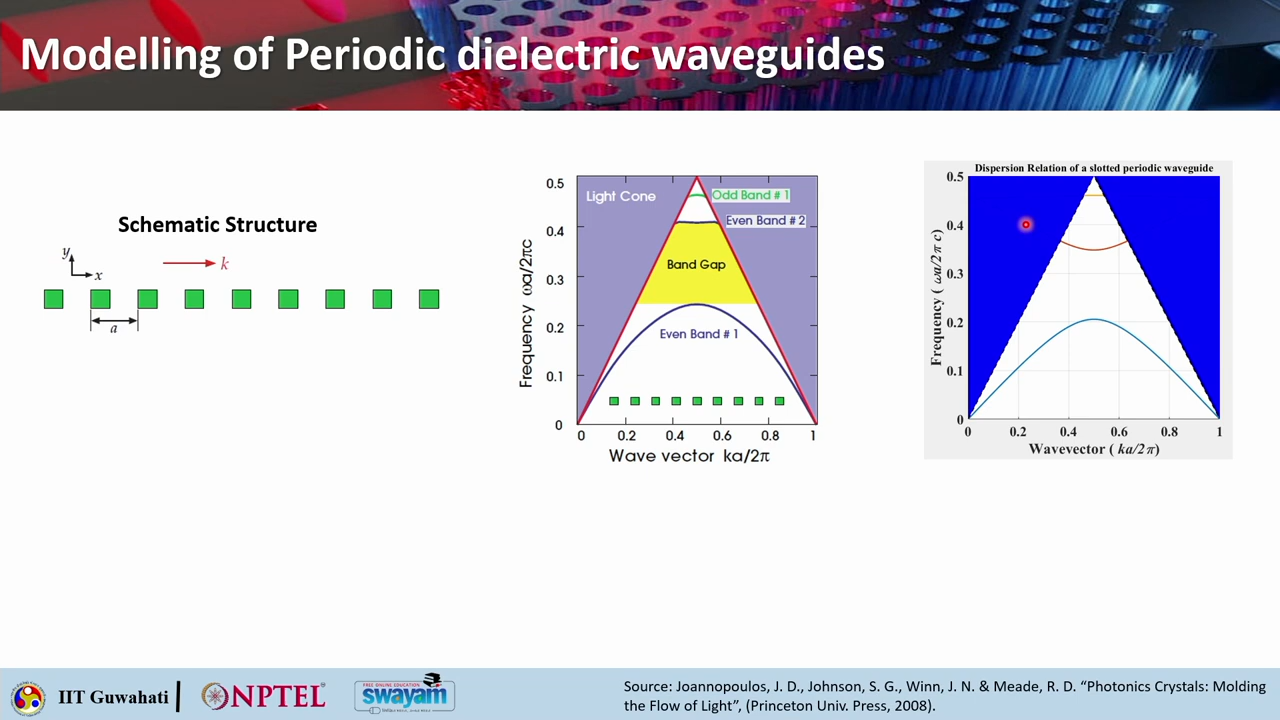 Modelling of Periodic dielectric waveguides
Schematic Structure
y
x
k
a
Light Cone
Odd Band # 1
Even Band # 2
Band Gap
Even Band # 1
0.5
0.4
0.3
0.2
0.1
0
0 0.2 0.4 0.6 0.8 1
Frequency ωa/2πc
Wave vector ka/2π
Dispersion Relation of a slotted periodic waveguide
0.5
0.4
0.3
0.2
0.1
0
0 0.2 0.4 0.6 0.8 1
Frequency ( ωa/2π c)
Wavevector ( ka/2π)
IIT Guwahati
NPTEL
FREE ONLINE EDUCATION
swayam
Source: Joannopoulos, J. D., Johnson, S. G., Winn, J. N. & Meade, R. D. “Photonics Crystals: Molding
the Flow of Light”, (Princeton Univ. Press, 2008).